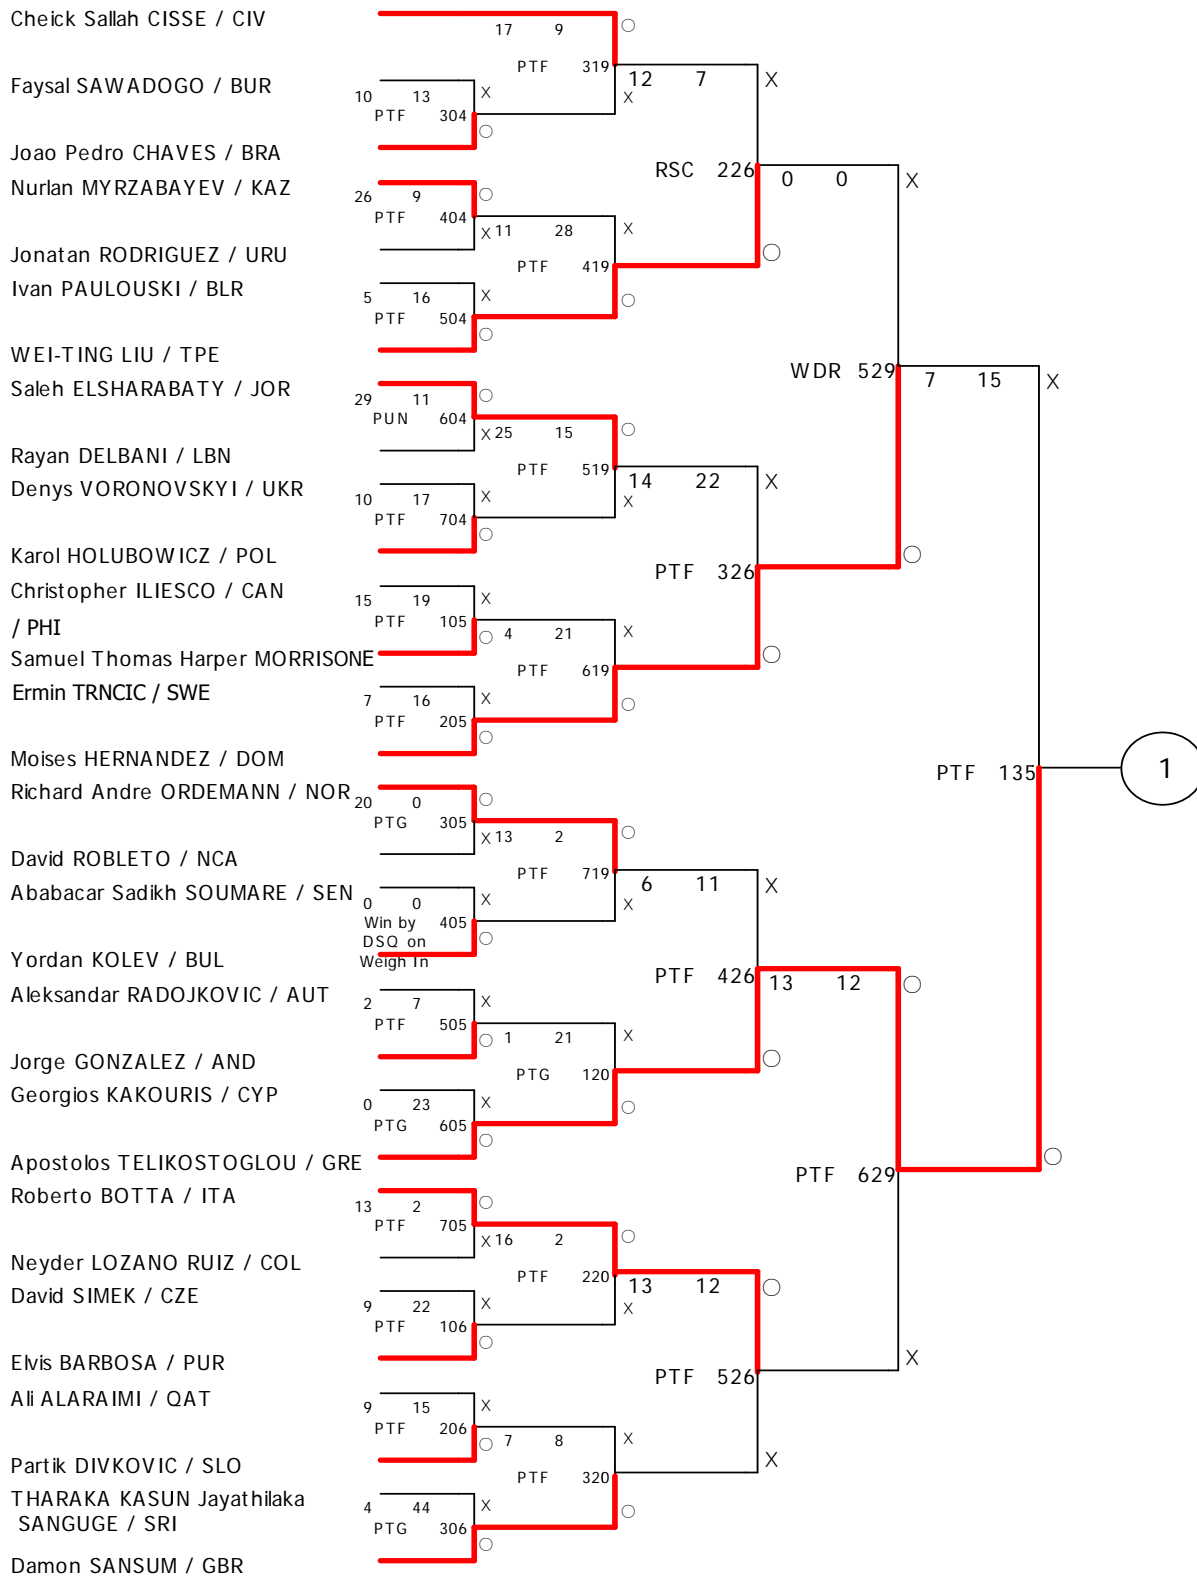 Cheick Sallah CISSE / CIV
17 9 ○
PTF 319
12 7 X
Faysal SAWADOGO / BUR
10 13 X
X
PTF 304
○
Joao Pedro CHAVES / BRA
RSC 226
0 0 X
Nurlan MYRZABAYEV / KAZ
26 9 ○
PTF 404
X 11 28 X
Jonatan RODRIGUEZ / URU
○
PTF 419
Ivan PAULOUSKI / BLR
5 16 X
○
PTF 504
○
WEI-TING LIU / TPE
WDR 529
7 15 X
Saleh ELSHARABATY / JOR
29 11 ○
PUN 604
X 25 15 ○
Rayan DELBANI / LBN
PTF 519
14 22 X
Denys VORONOVSKYI / UKR
10 17 X
X
PTF 704
○
Karol HOLUBOWICZ / POL
○
PTF 326
Christopher ILIESCO / CAN
15 19 X
PTF 105
/ PHI
○ 4 21 X
Samuel Thomas Harper MORRISONE
○
PTF 619
Ermin TRNCIC / SWE
7 16 X
○
PTF 205
○
Moises HERNANDEZ / DOM
PTF 135
1
Richard Andre ORDEMANN / NOR
20 0 ○
PTG 305
X 13 2 ○
David ROBLETO / NCA
PTF 719
6 11 X
Ababacar Sadikh SOUMARE / SEN
0 0 X
X
Win by 405
DSQ on ○
Weigh In
Yordan KOLEV / BUL
PTF 426
13 12 ○
Aleksandar RADOJKOVIC / AUT
2 7 X
PTF 505
○ 1 21 X
Jorge GONZALEZ / AND
○
PTG 120
Georgios KAKOURIS / CYP
0 23 X
○
PTG 605
○
Apostolos TELIKOSTOGLOU / GRE
○
PTF 629
Roberto BOTTA / ITA
13 2 ○
PTF 705
X 16 2 ○
Neyder LOZANO RUIZ / COL
PTF 220
13 12 ○
David SIMEK / CZE
9 22 X
X
PTF 106
○
X
Elvis BARBOSA / PUR
PTF 526
Ali ALARAIMI / QAT
9 15 X
PTF 206
○ 7 8 X
Partik DIVKOVIC / SLO
X
PTF 320
THARAKA KASUN Jayathilaka
SANGUGE / SRI
4 44 X
○
PTG 306
○
Damon SANSUM / GBR